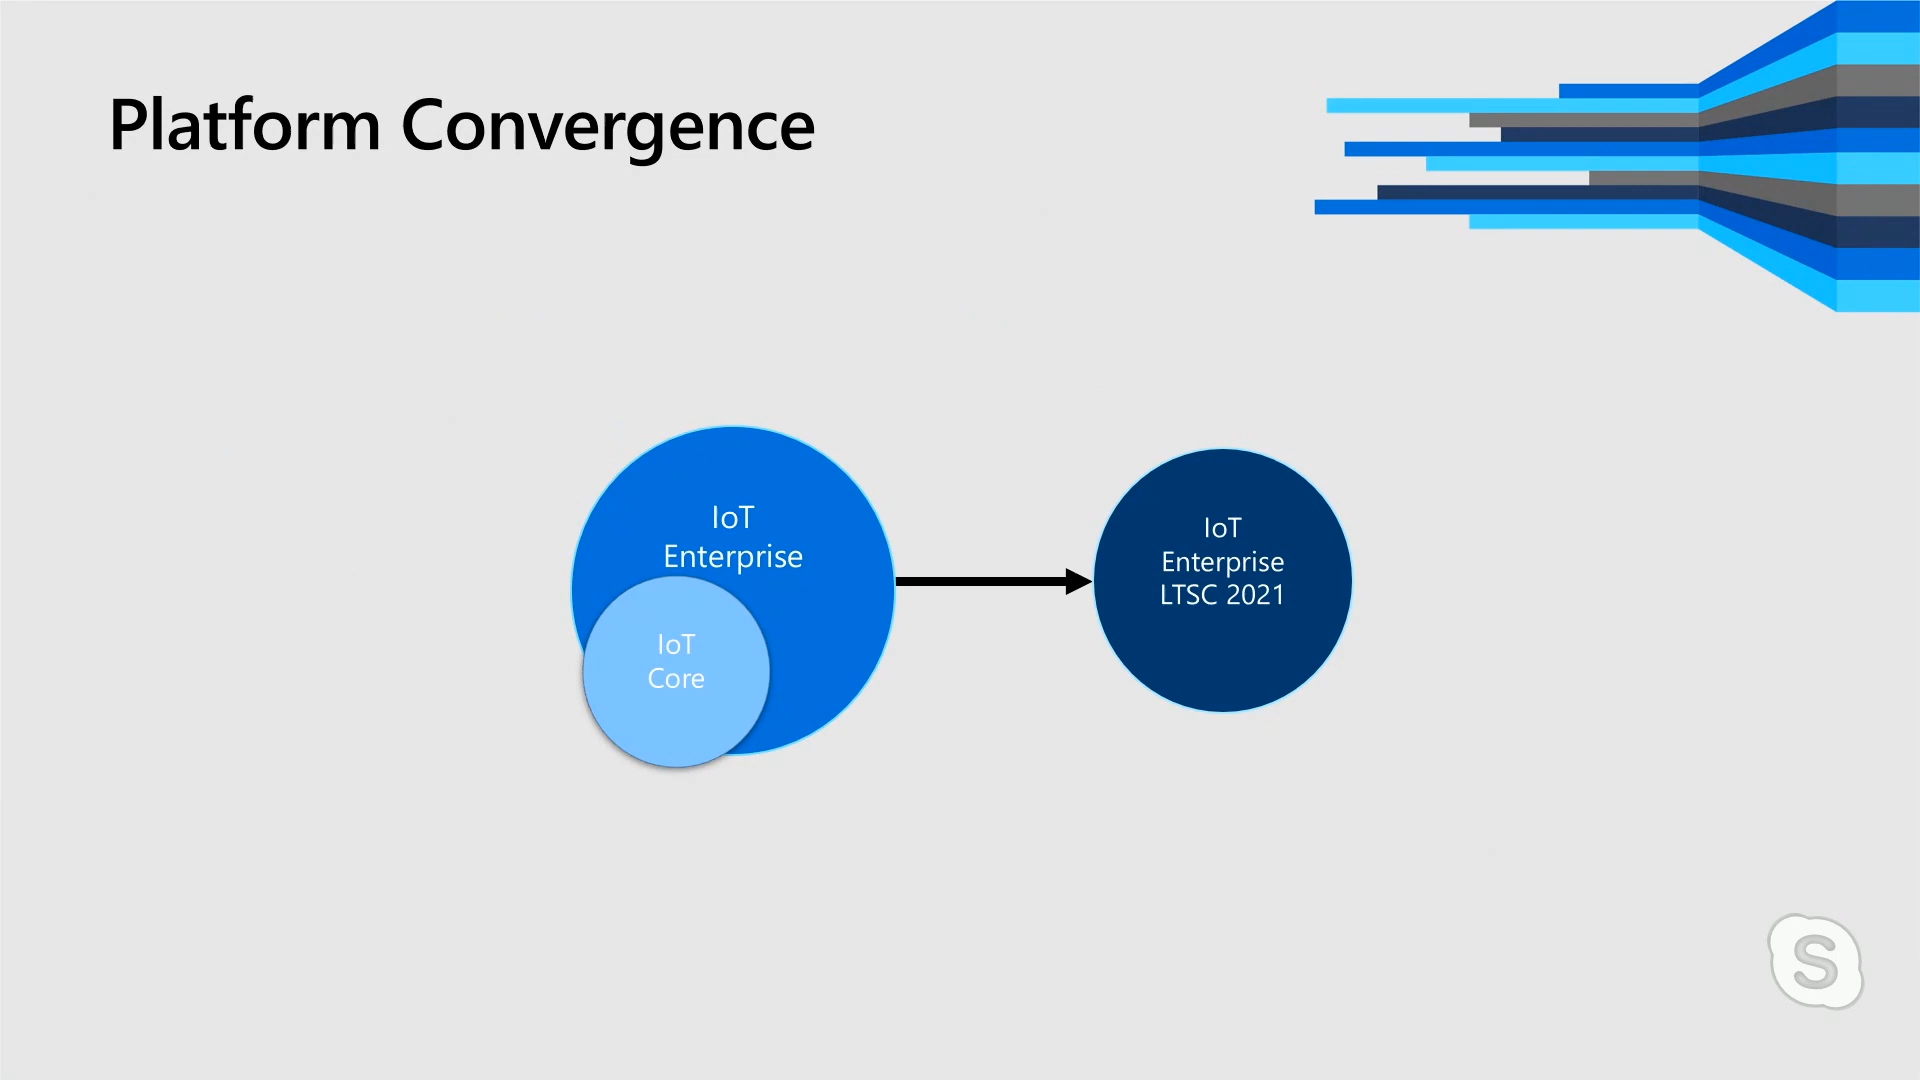 Platform Convergence
IoT
Enterprise
IoT
Core
IoT
Enterprise
LTSC 2021
S